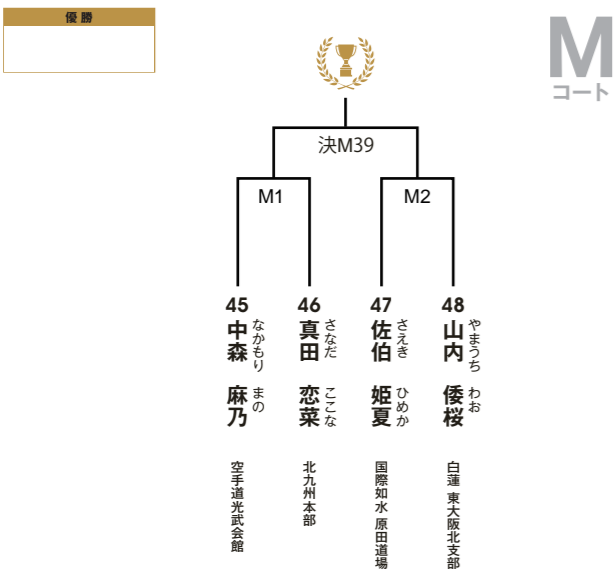 優勝
M
コート
決M39
M1
M2
45
中森 麻乃
なかもり まの
空手道光武会館
46
真田 恋菜
さなだ ここな
北九州本部
47
佐伯 姫夏
さえき ひめか
国際如水 原田道場
48
山内 倭桜
やまうち わお
白蓮 東大阪北支部